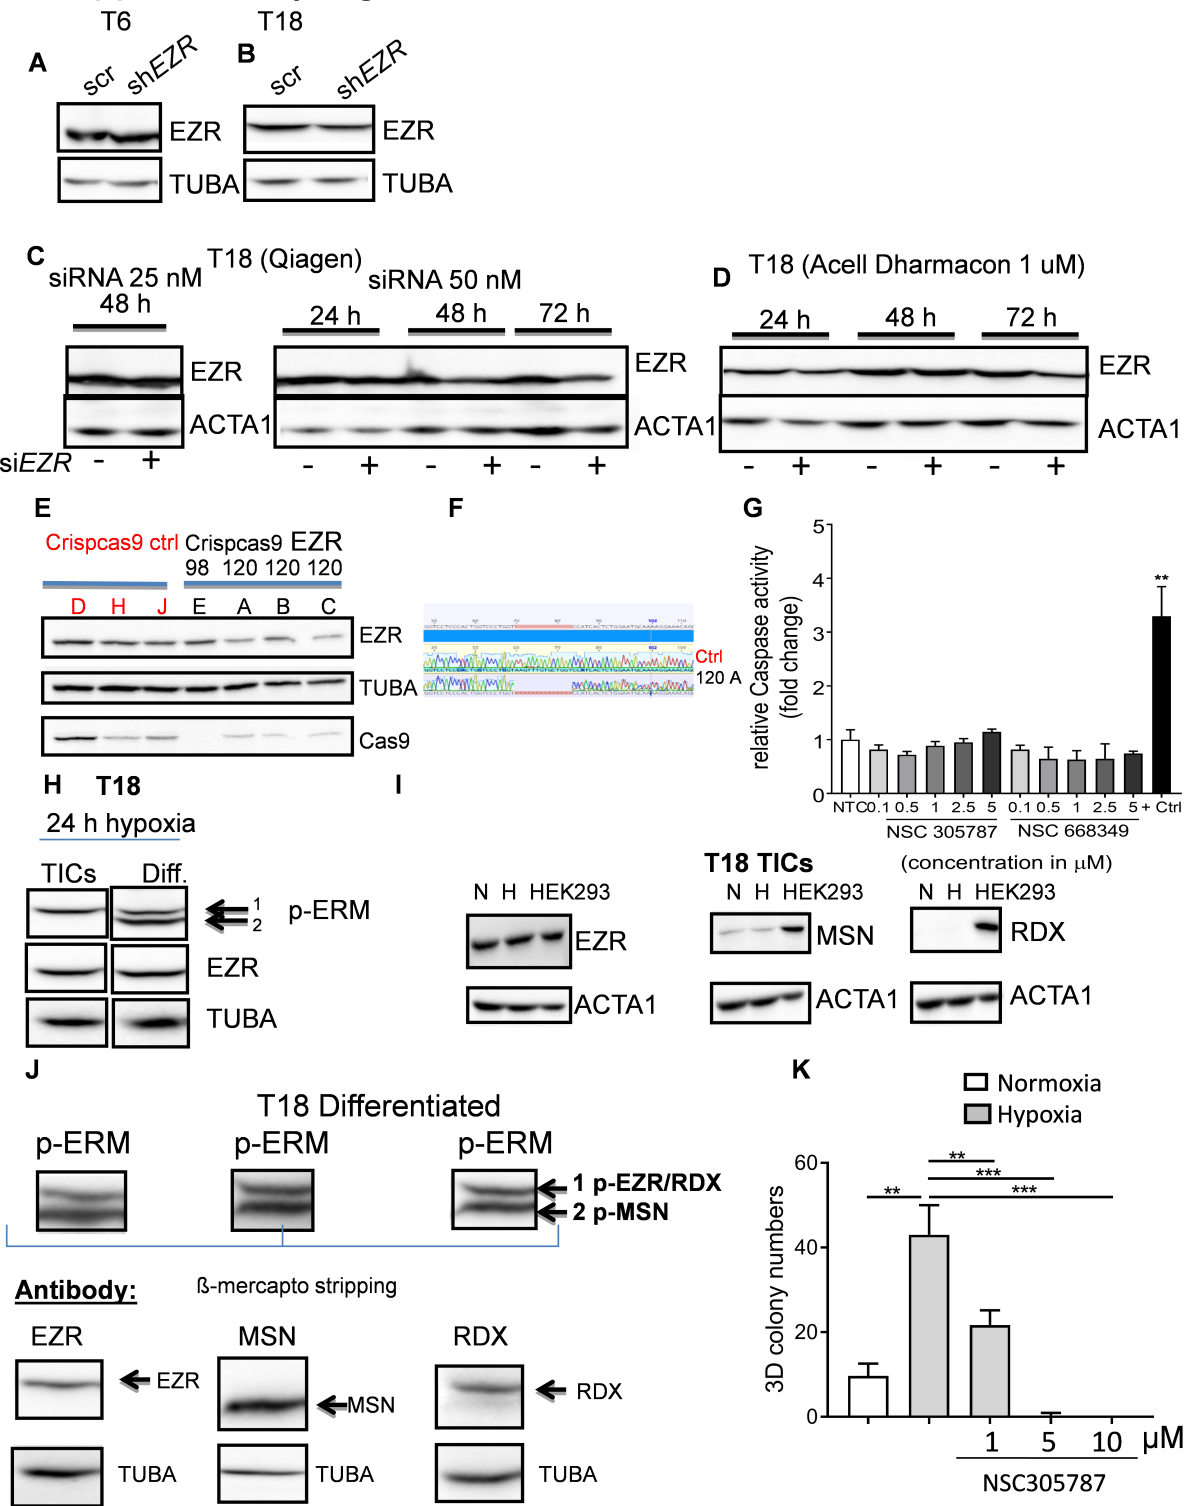 T6 T18
A B
scr shEZR scr shEZR
EZR EZR
TUBA TUBA
C T18 (Qiagen)
siRNA 25 nM siRNA 50 nM
48 h 24 h 48 h 72 h
EZR EZR
ACTA1 ACTA1
siEZR - + - + - + - +
D T18 (Acell Dharmacon 1 uM)
24 h 48 h 72 h
EZR
ACTA1
- + - + - +
E
Crispcas9 ctrl Crispcas9 EZR
98 120 120 120
D H J E A B C
EZR
TUBA
Cas9
F
Ctrl
120 A
G
relative Caspase activity
(fold change)
5
4
3
2
1
0
NTC 0.1 0.5 1 2.5 5 0.1 0.5 1 2.5 5 + Ctrl
**
NSC 305787 NSC 668349
(concentration in µM)
H T18
24 h hypoxia
TICs Diff.
1
2
p-ERM
EZR
TUBA
I
T18 TICs
N H HEK293 N H HEK293 N H HEK293
EZR MSN RDX
ACTA1 ACTA1 ACTA1
J
T18 Differentiated
p-ERM p-ERM p-ERM
1 p-EZR/RDX
2 p-MSN
Antibody: ß-mercapto stripping
EZR MSN RDX
EZR MSN RDX
TUBA TUBA TUBA
K
Normoxia
Hypoxia
3D colony numbers
60
40
20
0
** ** *** ***
1 5 10 µM
NSC305787